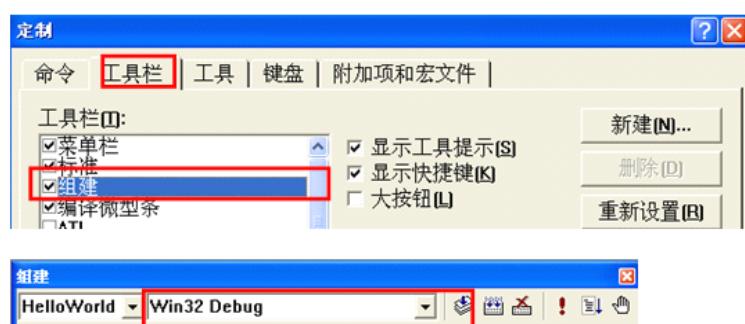 定制
命令 工具栏 工具 键盘 附加项和宏文件
工具栏[T]:
菜单栏
标准
组建
编译微型条
ATL
显示工具提示[S]
显示快捷键[K]
大按钮[L]
新建[N]...
删除[D]
重新设置[R]
组建
HelloWorld Win32 Debug